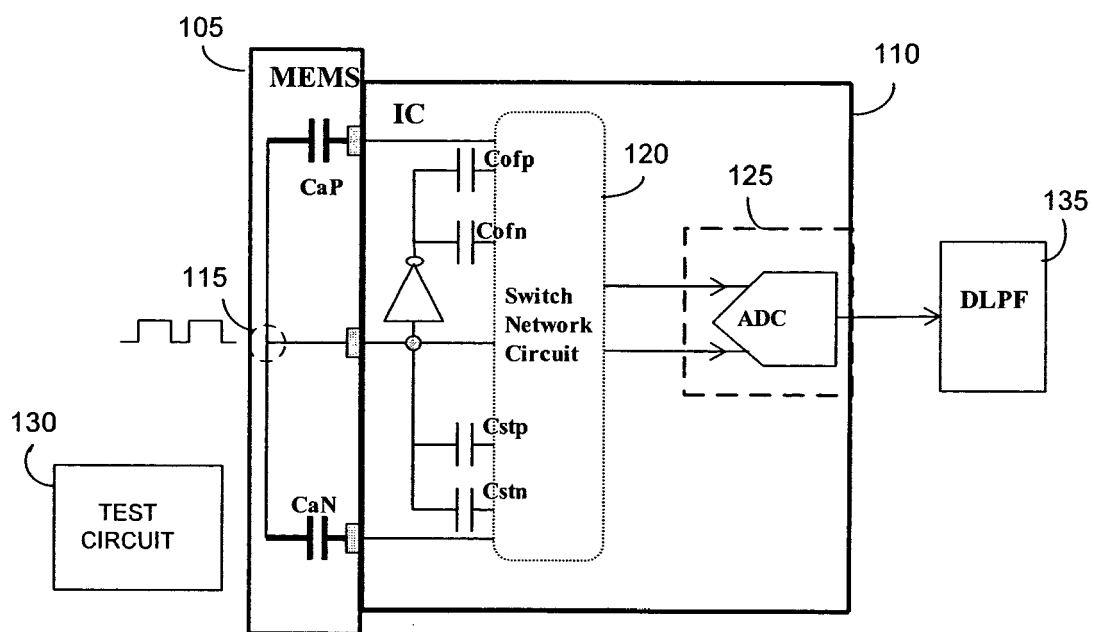 105
MEMS
110
IC
Cofp
120
CaP
125
135
Cofn
115
DLPF
Switch
Network
Circuit
ADC
130
Cstp
Cstn
CaN
TEST
CIRCUIT